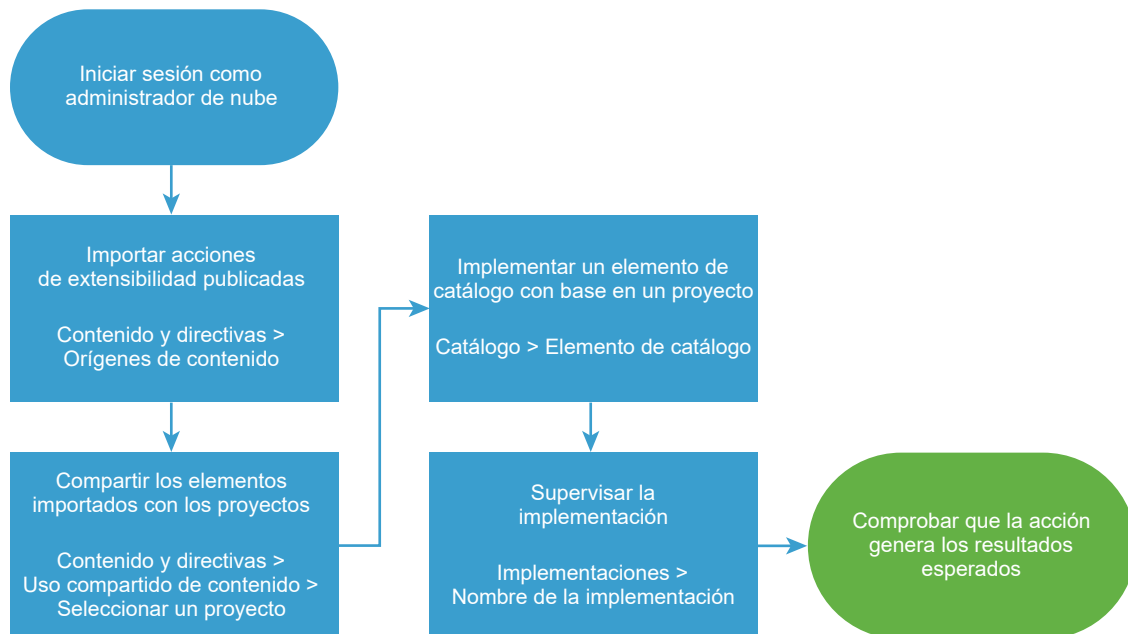 Iniciar sesión como
administrador de nube
Importar acciones
de extensibilidad publicadas
Contenido y directivas >
Orígenes de contenido
Compartir los elementos
importados con los proyectos
Contenido y directivas >
Uso compartido de contenido >
Seleccionar un proyecto
Implementar un elemento de
catálogo con base en un proyecto
Catálogo > Elemento de catálogo
Supervisar la
implementación
Implementaciones >
Nombre de la implementación
Comprobar que la acción
genera los resultados
esperados